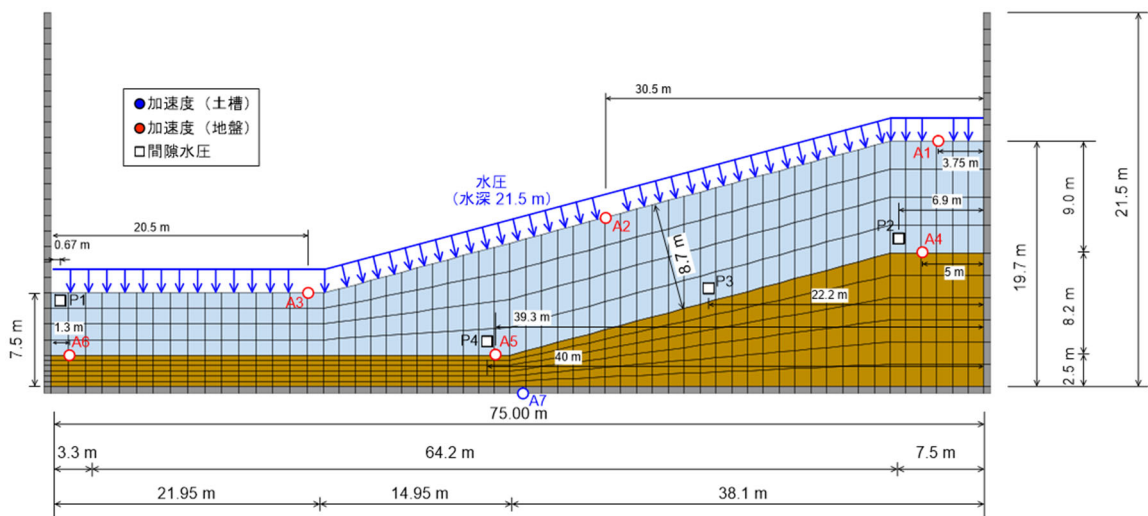 30.5 m
加速度（土槽）
加速度（地盤）
間隙水圧
A1
3.75 m
水圧
（水深 21.5 m）
6.9 m
9.0 m
21.5 m
20.5 m
A2
P2
A4
0.67 m
8.7 m
5 m
19.7 m
P1
A3
P3
22.2 m
7.5 m
1.3 m
39.3 m
8.2 m
A6
P4
A5
40 m
2.5 m
A7
75.00 m
3.3 m
64.2 m
7.5 m
21.95 m
14.95 m
38.1 m